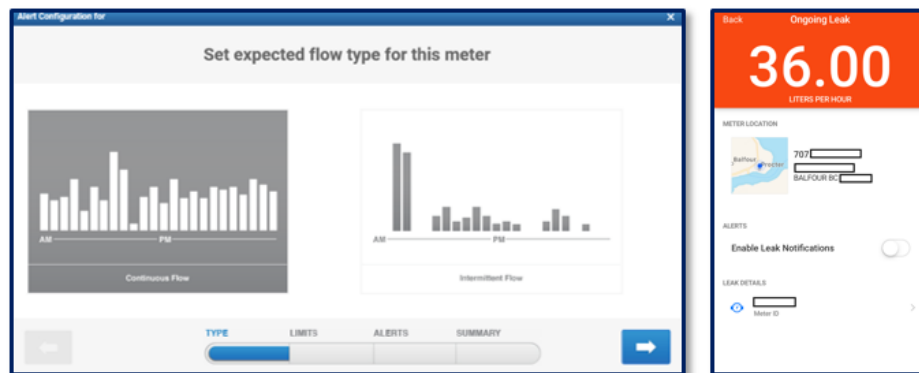 Alert Configuration for
X
Set expected flow type for this meter
AM
PM
Continuous Flow
AM
PM
Intermittent Flow
TYPE LIMITS ALERTS SUMMARY
Back Ongoing Leak
36.00
LITERS PER HOUR
METER LOCATION
Balfour
Procter
707
BALFOUR BC
ALERTS
Enable Leak Notifications
LEAK DETAILS
Meter ID